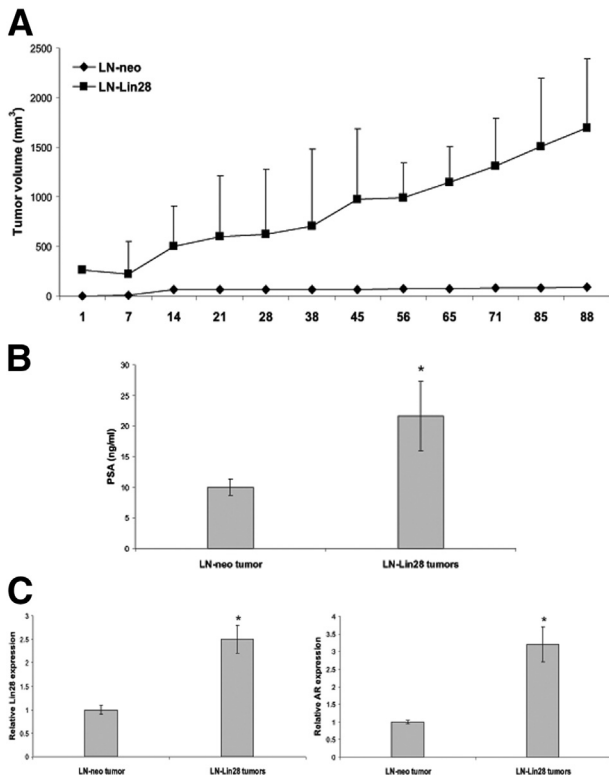 A
LN-neo
LN-Lin28
Tumor volume (mm³)
2500
2000
1500
1000
500
0
1 7 14 21 28 38 45 56 65 71 85 88
B
PSA (ng/ml)
30
25
20
15
10
5
0
*
LN-neo tumor LN-Lin28 tumors
C
Relative Lin28 expression
3
2.5
2
1.5
1
0.5
0
*
LN-neo tumor LN-Lin28 tumors
Relative AR expression
4
3.5
3
2.5
2
1.5
1
0.5
0
*
LN-neo tumor LN-Lin28 tumors